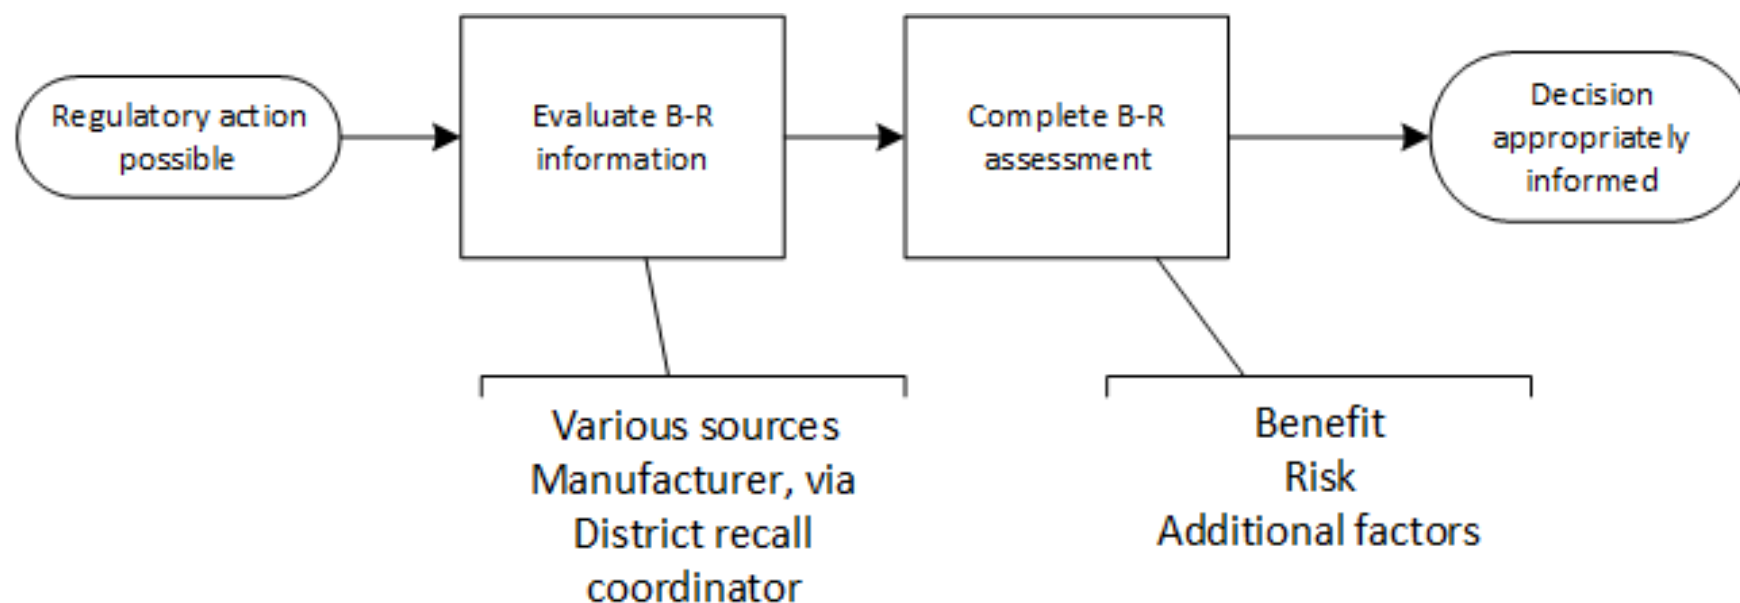 Regulatory action
possible
Evaluate B-R
information
Complete B-R
assessment
Decision
appropriately
informed
Various sources
Manufacturer, via
District recall
coordinator
Benefit
Risk
Additional factors